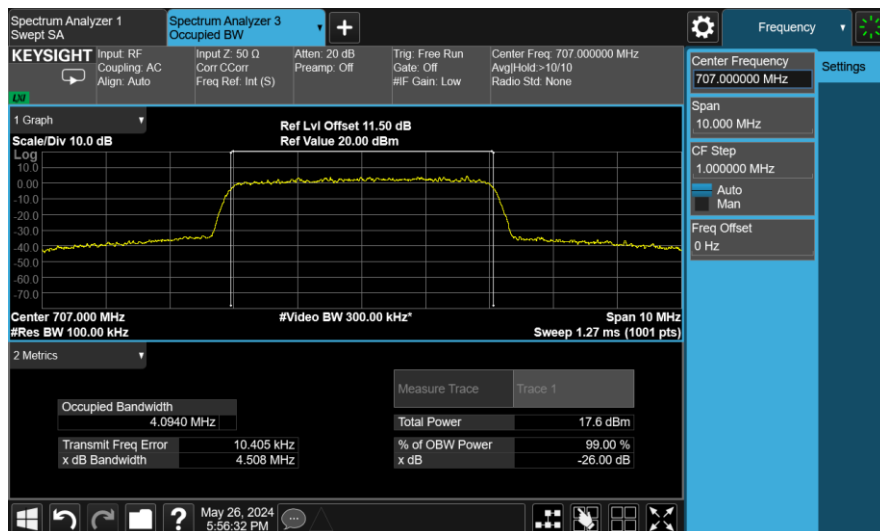 Spectrum Analyzer 1
Swept SA
Spectrum Analyzer 3
Occupied BW
Frequency
KEYSIGHT
Input: RF
Coupling: AC
Align: Auto
Input Z: 50 Ω
Corr CCorr
Freq Ref: Int (S)
Atten: 20 dB
Preamp: Off
Trig: Free Run
Gate: Off
#IF Gain: Low
Center Freq: 707.000000 MHz
Avg|Hold:>10/10
Radio Std: None
LXI
Center Frequency
707.000000 MHz
Settings
Span
10.000 MHz
CF Step
1.000000 MHz
Auto
Man
Freq Offset
0 Hz
1 Graph
Scale/Div 10.0 dB
Ref Lvl Offset 11.50 dB
Ref Value 20.00 dBm
Log
10.0
0.00
-10.0
-20.0
-30.0
-40.0
-50.0
-60.0
-70.0
Center 707.000 MHz
#Video BW 300.00 kHz*
Span 10 MHz
#Res BW 100.00 kHz
Sweep 1.27 ms (1001 pts)
2 Metrics
Measure Trace
Trace 1
Occupied Bandwidth
4.0940 MHz
Total Power
17.6 dBm
Transmit Freq Error
10.405 kHz
% of OBW Power
99.00 %
x dB Bandwidth
4.508 MHz
x dB
-26.00 dB
?
May 26, 2024
5:56:32 PM